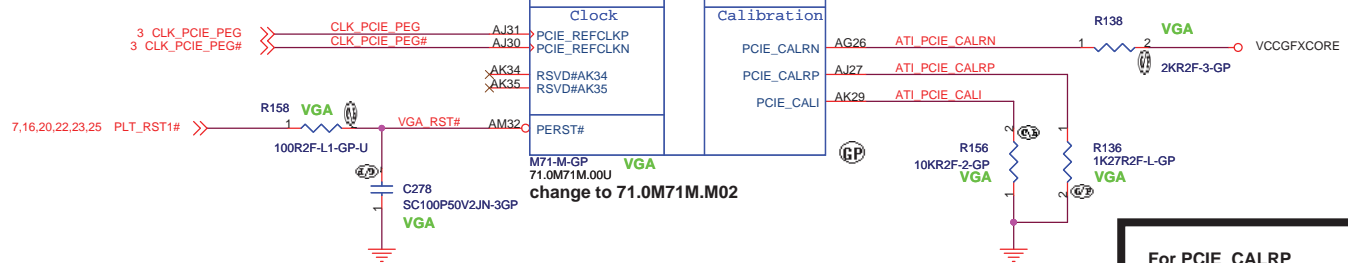 Clock
Calibration
3 CLK_PCIE_PEG
CLK_PCIE_PEG
AJ31
PCIE_REFCLKP
3 CLK_PCIE_PEG#
CLK_PCIE_PEG#
AJ30
PCIE_REFCLKN
AK34
RSVD#AK34
AK35
RSVD#AK35
PCIE_CALRN
AG26
ATI_PCIE_CALRN
R138
VGA
1
2
2KR2F-3-GP
VCCGFXCORE
PCIE_CALRP
AJ27
ATI_PCIE_CALRP
PCIE_CALI
AK29
ATI_PCIE_CALI
R158
VGA
7,16,20,22,23,25 PLT_RST1#
1
100R2F-L1-GP-U
VGA_RST#
AM32
PERST#
M71-M-GP
VGA
71.0M71M.00U
change to 71.0M71M.M02
GP
C278
SC100P50V2JN-3GP
VGA
1
2
R156
10KR2F-2-GP
VGA
1
1
R136
1K27R2F-L-GP
VGA
2
For PCIE_CALRP